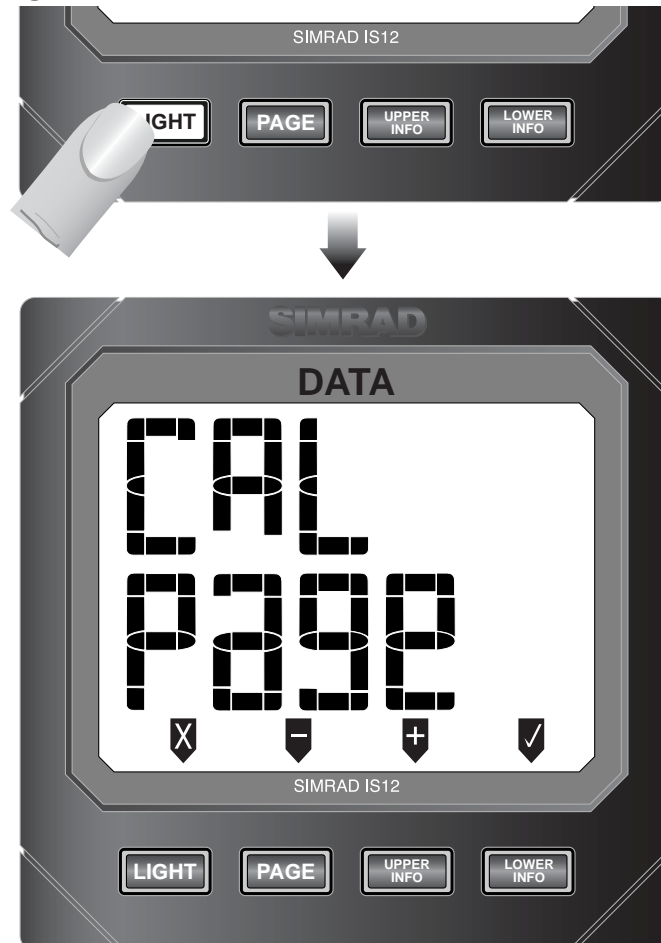 SIMRAD IS12
IGHT PAGE UPPER INFO LOWER INFO
SIMRAD
DATA
CAL
Page
X - + ✓
SIMRAD IS12
LIGHT PAGE UPPER INFO LOWER INFO